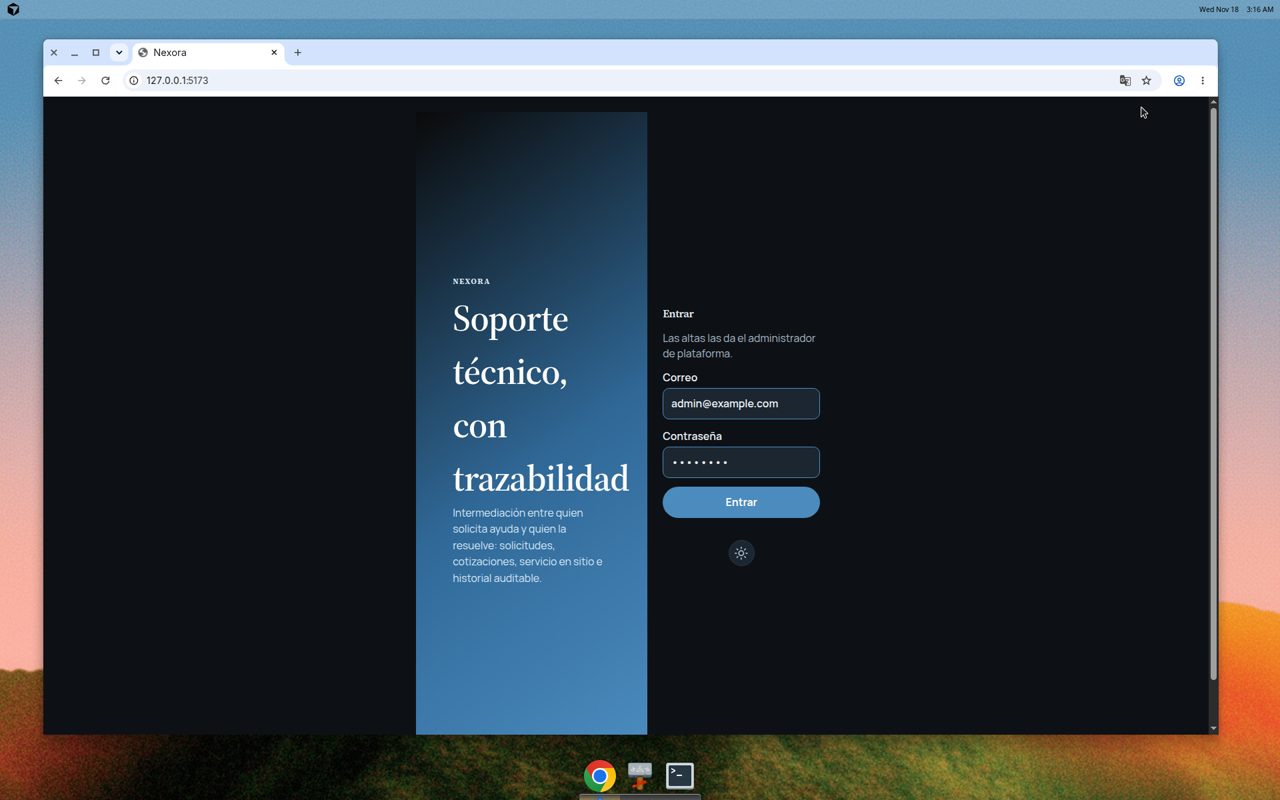 Wed Nov 18 3:16 AM
Nexora
127.0.0.1:5173
NEXORA
Soporte
técnico,
con
trazabilidad
Intermediación entre quien
solicita ayuda y quien la
resuelve: solicitudes,
cotizaciones, servicio en sitio e
historial auditable.
Entrar
Las altas las da el administrador
de plataforma.
Correo
admin@example.com
Contraseña
Entrar